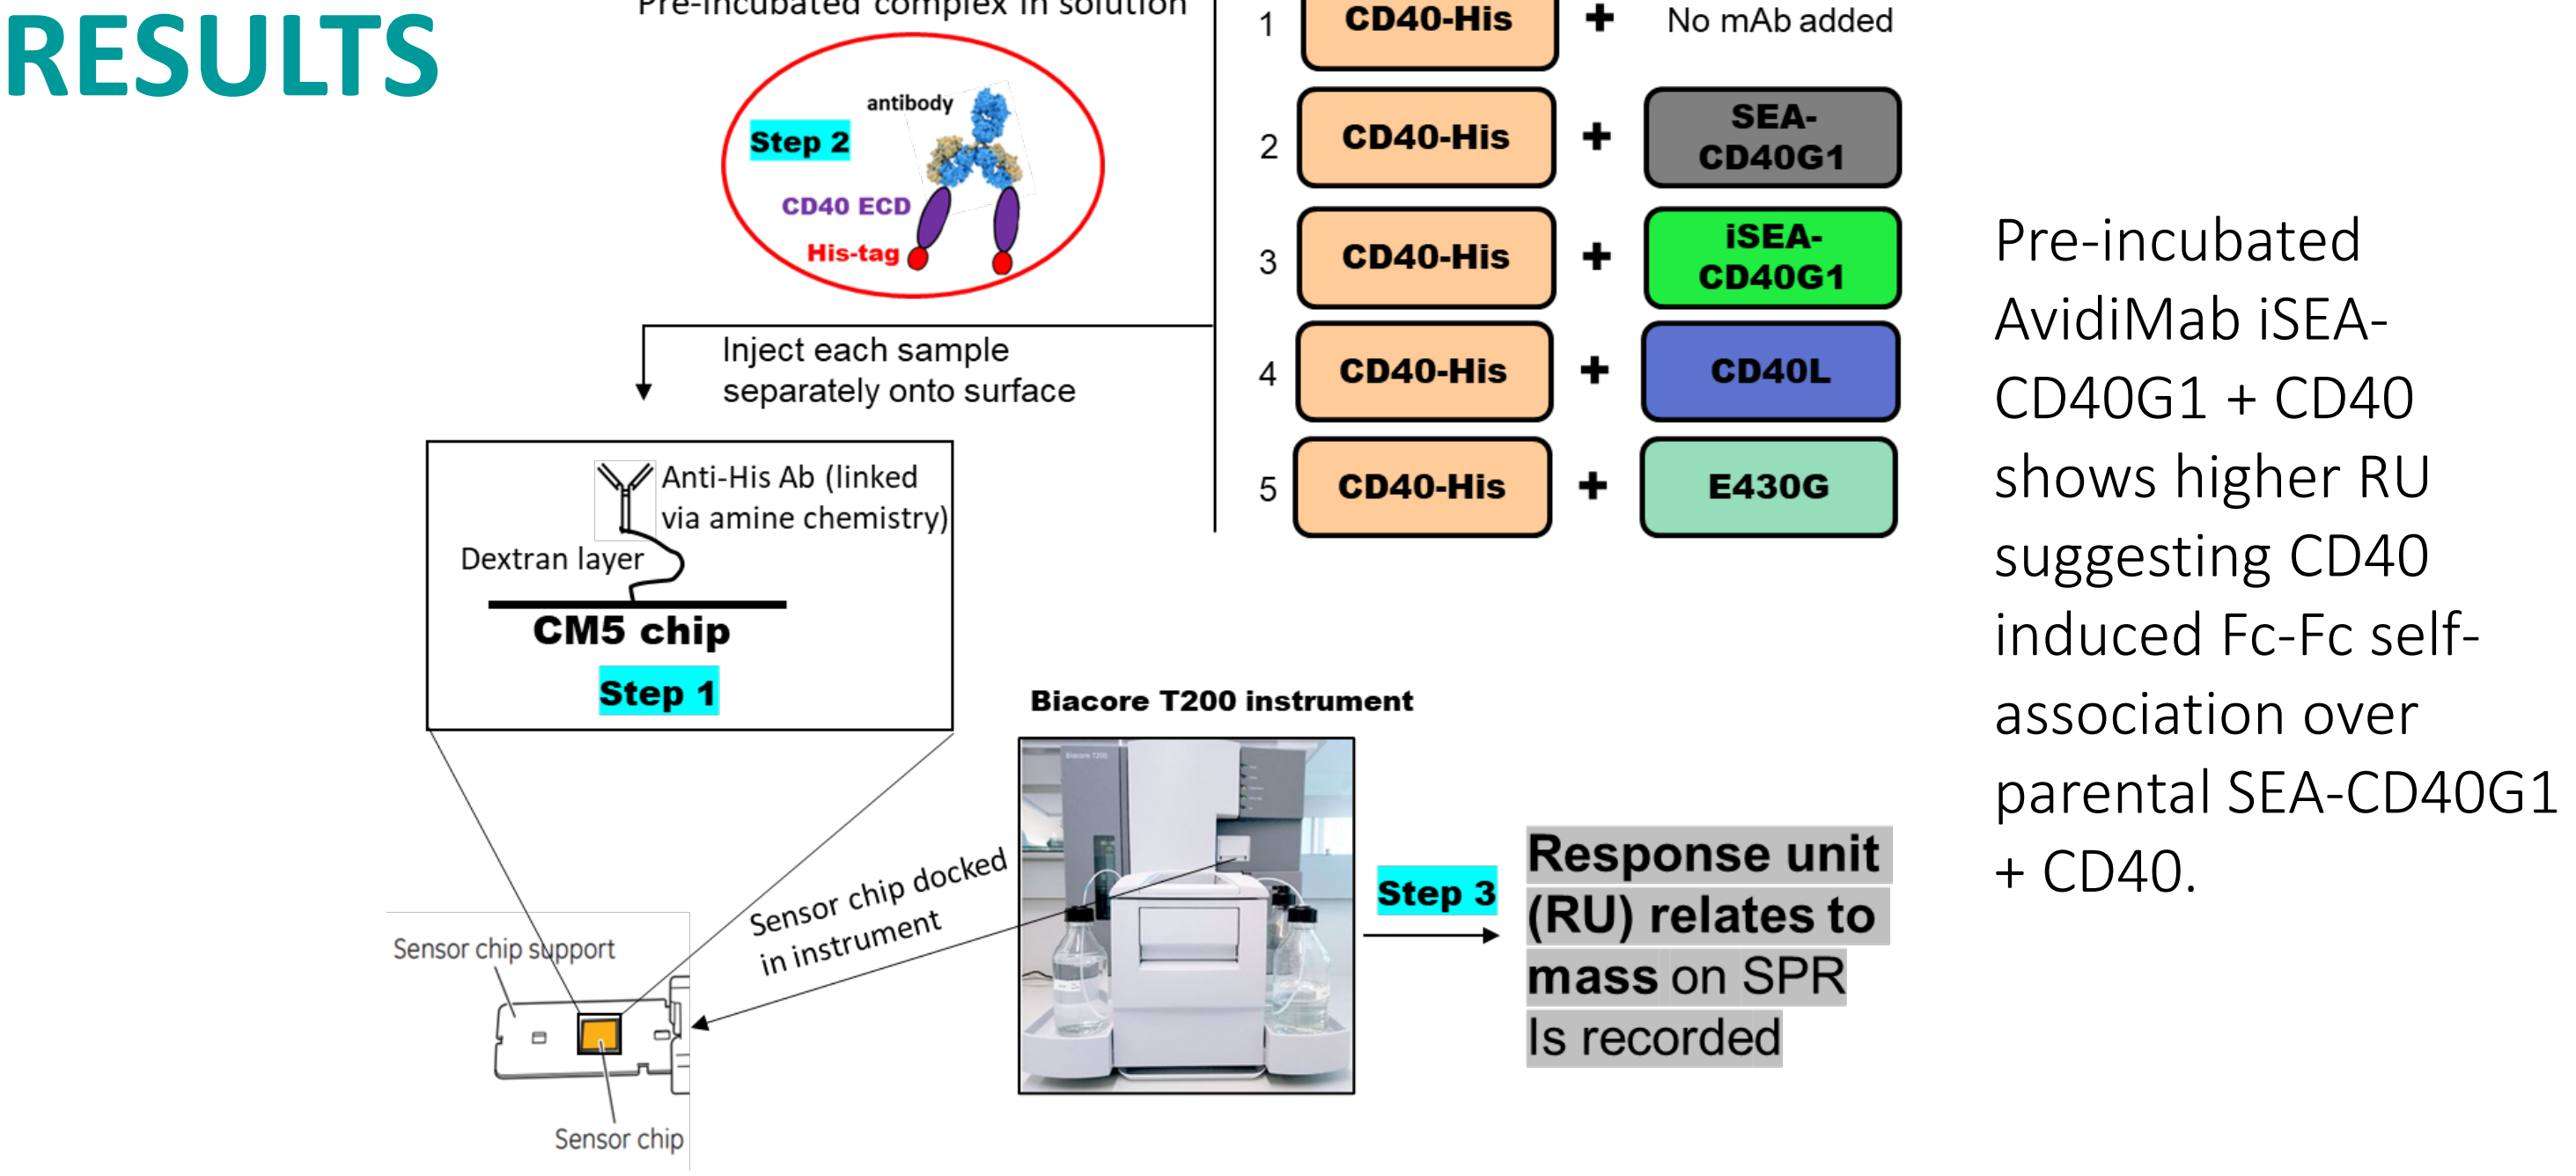 RESULTS
Pre-incubated complex in solution
antibody
Step 2
CD40 ECD
His-tag
Inject each sample
separately onto surface
1 CD40-His + No mAb added
2 CD40-His + SEA-
CD40G1
3 CD40-His + iSEA-
CD40G1
4 CD40-His + CD40L
5 CD40-His + E430G
Anti-His Ab (linked
via amine chemistry)
Dextran layer
CM5 chip
Step 1
Biacore T200 instrument
Biacore T200
Sensor chip docked
in instrument
Sensor chip support
Sensor chip
Step 3
Response unit
(RU) relates to
mass on SPR
Is recorded
Pre-incubated
AvidiMab iSEA-
CD40G1 + CD40
shows higher RU
suggesting CD40
induced Fc-Fc self-
association over
parental SEA-CD40G1
+ CD40.